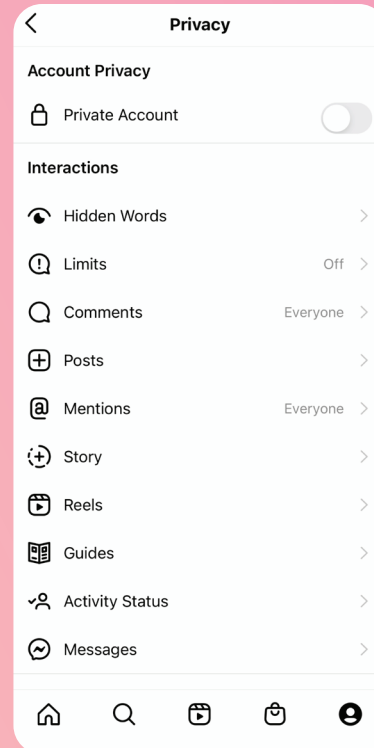 Privacy
Account Privacy
Private Account
Interactions
Hidden Words
Limits Off
Comments Everyone
Posts
Mentions Everyone
Story
Reels
Guides
Activity Status
Messages